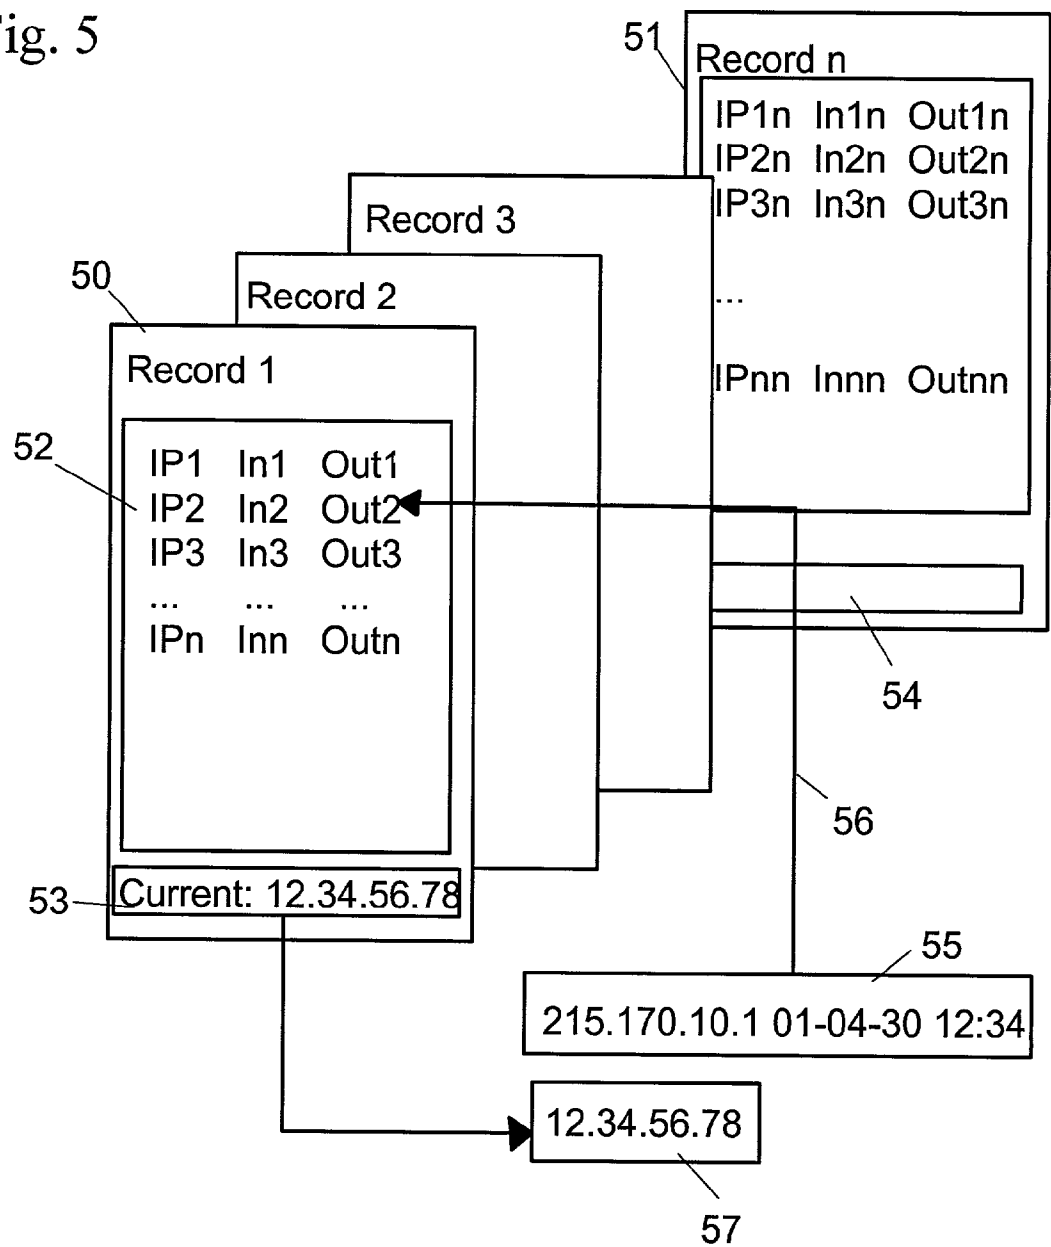 ig. 5
51
Record n
IP1n In1n Out1n
IP2n In2n Out2n
IP3n In3n Out3n
...
IPnn Innn Outnn
Record 3
Record 2
50
Record 1
52
IP1 In1 Out1
IP2 In2 Out2
IP3 In3 Out3
... ... ...
IPn Inn Outn
54
56
53
Current: 12.34.56.78
55
215.170.10.1 01-04-30 12:34
12.34.56.78
57